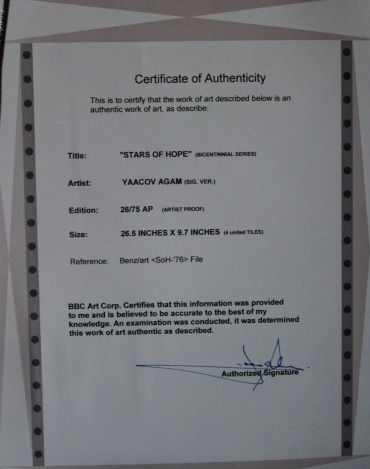 Certificate of Authenticity
This is to certify that the work of art described below is an
authentic work of art, as describe:
Title: "STARS OF HOPE" (BICENTINNIAL SERIES)
Artist: YAACOV AGAM (SIG. VER.)
Edition: 26/75 AP (ARTIST PROOF)
Size: 26.5 INCHES X 9.7 INCHES (4 united TILES)
Reference: Benz/art <SoH-'76> File
BBC Art Corp. Certifies that this information was provided
to me and is believed to be accurate to the best of my
knowledge. An examination was conducted, it was determined
this work of art authentic as described.
Authorized Signature